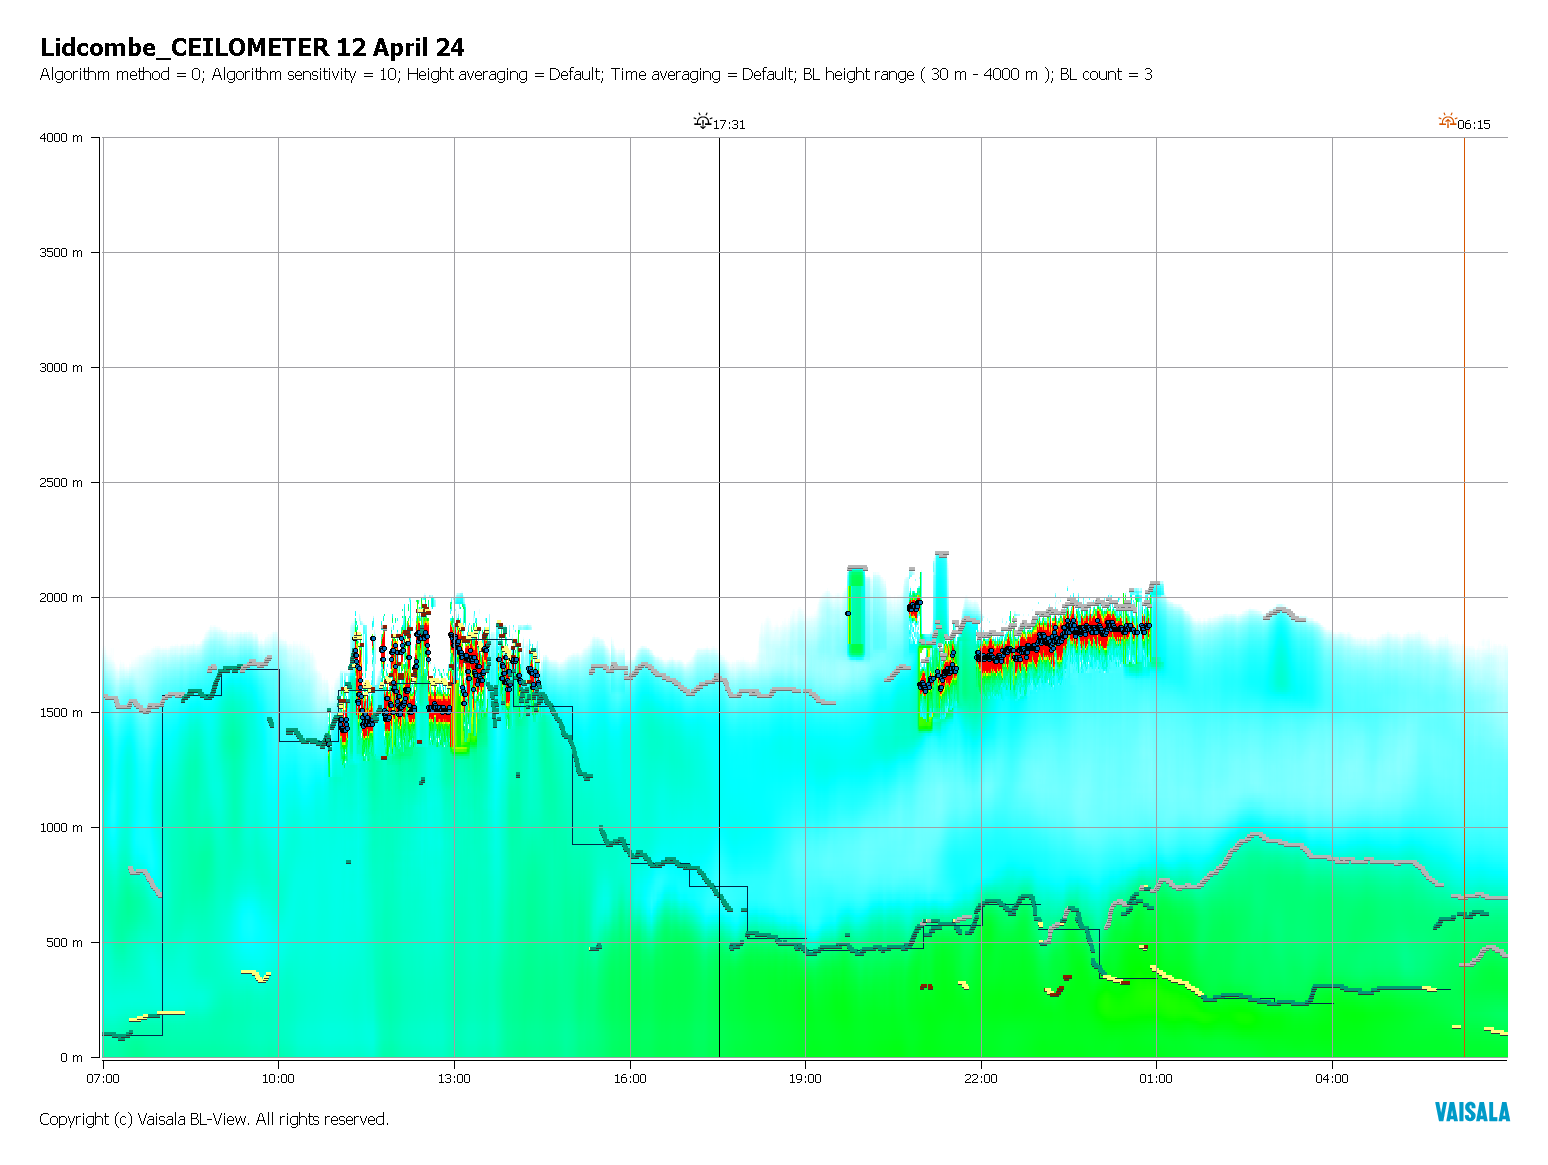 Lidcombe_CEILOMETER 12 April 24
Algorithm method = 0; Algorithm sensitivity = 10; Height averaging = Default; Time averaging = Default; BL height range ( 30 m - 4000 m ); BL count = 3
17:31
06:15
4000 m
3500 m
3000 m
2500 m
2000 m
1500 m
1000 m
500 m
0 m
07:00
10:00
13:00
16:00
19:00
22:00
01:00
04:00
Copyright (c) Vaisala BL-View. All rights reserved.
VAISALA